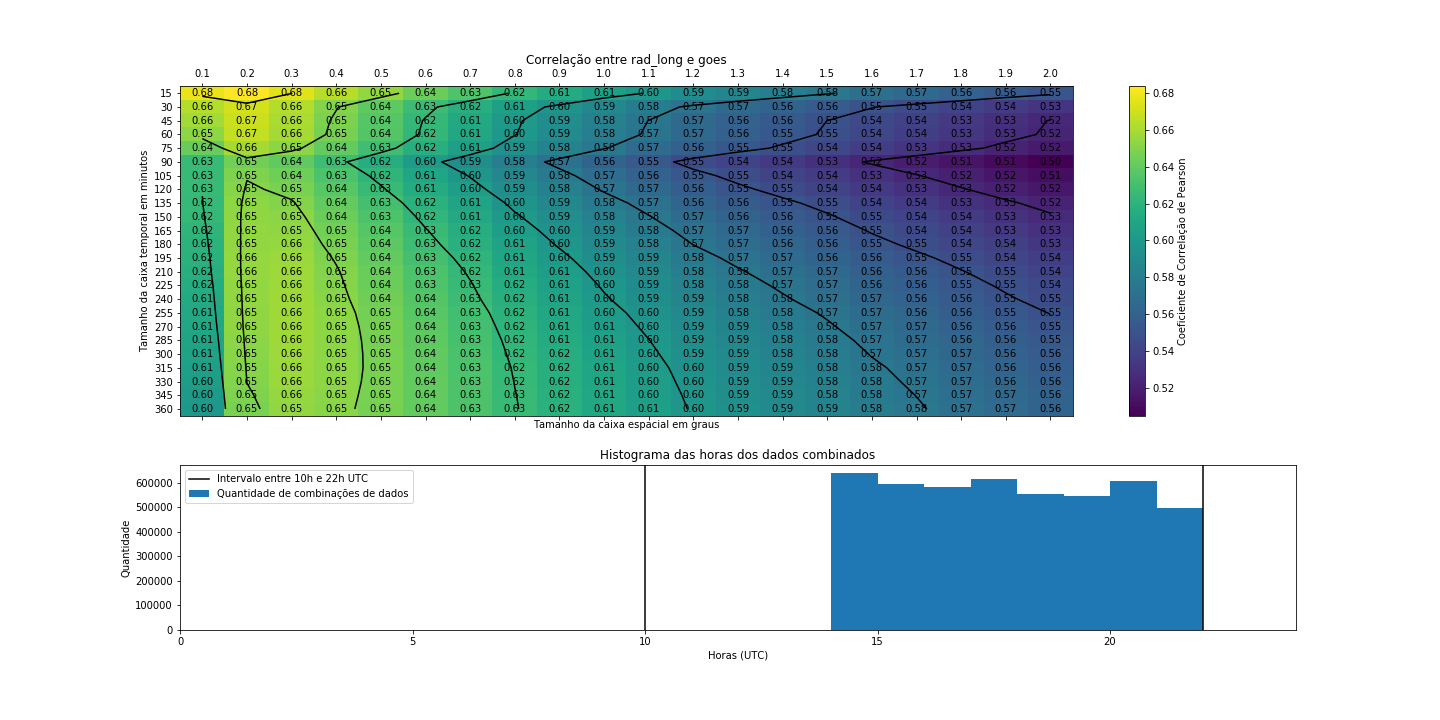 Correlação entre rad_long e goes
0.1 0.2 0.3 0.4 0.5 0.6 0.7 0.8 0.9 1.0 1.1 1.2 1.3 1.4 1.5 1.6 1.7 1.8 1.9 2.0
15 0.68 0.68 0.68 0.66 0.65 0.64 0.63 0.62 0.61 0.61 0.60 0.59 0.59 0.58 0.58 0.57 0.57 0.56 0.56 0.55
30 0.66 0.67 0.66 0.65 0.64 0.63 0.62 0.61 0.60 0.59 0.58 0.57 0.57 0.56 0.56 0.55 0.55 0.54 0.54 0.53
45 0.66 0.67 0.66 0.65 0.64 0.62 0.61 0.60 0.59 0.58 0.57 0.57 0.56 0.55 0.55 0.54 0.54 0.53 0.53 0.52
60 0.65 0.67 0.66 0.65 0.64 0.62 0.61 0.60 0.59 0.58 0.57 0.57 0.56 0.55 0.55 0.54 0.54 0.53 0.53 0.52
75 0.64 0.66 0.65 0.64 0.63 0.62 0.61 0.59 0.58 0.58 0.57 0.56 0.55 0.55 0.54 0.54 0.53 0.53 0.52 0.52
90 0.63 0.65 0.64 0.63 0.62 0.60 0.59 0.58 0.57 0.56 0.55 0.55 0.54 0.54 0.53 0.52 0.52 0.51 0.51 0.50
105 0.63 0.65 0.64 0.63 0.62 0.61 0.60 0.59 0.58 0.57 0.56 0.55 0.55 0.54 0.54 0.53 0.53 0.52 0.52 0.51
120 0.63 0.65 0.65 0.64 0.63 0.61 0.60 0.59 0.58 0.57 0.57 0.56 0.55 0.54 0.54 0.53 0.53 0.53 0.52 0.52
135 0.62 0.65 0.65 0.64 0.63 0.62 0.61 0.60 0.59 0.58 0.57 0.56 0.56 0.55 0.55 0.54 0.54 0.53 0.53 0.52
150 0.62 0.65 0.65 0.64 0.63 0.62 0.61 0.60 0.59 0.58 0.58 0.57 0.56 0.56 0.55 0.55 0.54 0.54 0.53 0.53
165 0.62 0.65 0.66 0.64 0.64 0.63 0.62 0.61 0.60 0.59 0.58 0.57 0.56 0.56 0.55 0.55 0.54 0.54 0.53 0.53
180 0.62 0.65 0.66 0.65 0.64 0.63 0.62 0.61 0.60 0.59 0.58 0.57 0.57 0.56 0.56 0.55 0.55 0.54 0.54 0.53
195 0.62 0.66 0.66 0.65 0.64 0.63 0.62 0.61 0.60 0.59 0.59 0.58 0.57 0.57 0.56 0.56 0.55 0.55 0.54 0.54
210 0.62 0.66 0.66 0.65 0.64 0.63 0.63 0.61 0.61 0.60 0.59 0.58 0.58 0.57 0.57 0.56 0.56 0.55 0.55 0.54
225 0.62 0.65 0.66 0.65 0.64 0.64 0.63 0.62 0.61 0.60 0.59 0.58 0.58 0.57 0.57 0.56 0.56 0.55 0.55 0.54
240 0.61 0.65 0.66 0.65 0.64 0.64 0.63 0.62 0.61 0.60 0.59 0.59 0.58 0.58 0.57 0.57 0.56 0.56 0.55 0.55
255 0.61 0.65 0.66 0.65 0.65 0.64 0.63 0.62 0.61 0.60 0.60 0.59 0.58 0.58 0.57 0.57 0.56 0.56 0.55 0.55
270 0.61 0.65 0.66 0.65 0.65 0.64 0.63 0.62 0.61 0.60 0.60 0.59 0.58 0.58 0.58 0.57 0.57 0.56 0.56 0.55
285 0.61 0.65 0.66 0.65 0.65 0.64 0.63 0.62 0.61 0.61 0.60 0.59 0.59 0.58 0.58 0.57 0.57 0.56 0.56 0.55
300 0.61 0.65 0.66 0.65 0.65 0.64 0.63 0.62 0.62 0.61 0.60 0.59 0.59 0.58 0.58 0.57 0.57 0.57 0.56 0.56
315 0.61 0.65 0.66 0.65 0.65 0.64 0.63 0.62 0.62 0.61 0.60 0.60 0.59 0.59 0.58 0.58 0.57 0.57 0.56 0.56
330 0.60 0.65 0.66 0.65 0.65 0.64 0.63 0.62 0.62 0.61 0.60 0.60 0.59 0.59 0.58 0.58 0.57 0.57 0.56 0.56
345 0.60 0.65 0.65 0.65 0.65 0.64 0.63 0.63 0.62 0.61 0.60 0.60 0.59 0.59 0.58 0.58 0.58 0.57 0.56 0.56
360 0.60 0.65 0.65 0.65 0.65 0.64 0.63 0.63 0.62 0.61 0.61 0.60 0.59 0.59 0.59 0.58 0.58 0.57 0.57 0.56
Tamanho da caixa temporal em minutos
Tamanho da caixa espacial em graus
0.68
0.66
0.64
0.62
0.60
0.58
0.56
0.54
0.52
Coeficiente de Correlação de Pearson
Histograma das horas dos dados combinados
Intervalo entre 10h e 22h UTC
Quantidade de combinações de dados
600000
500000
400000
300000
200000
100000
0
Quantidade
0 5 10 15 20
Horas (UTC)